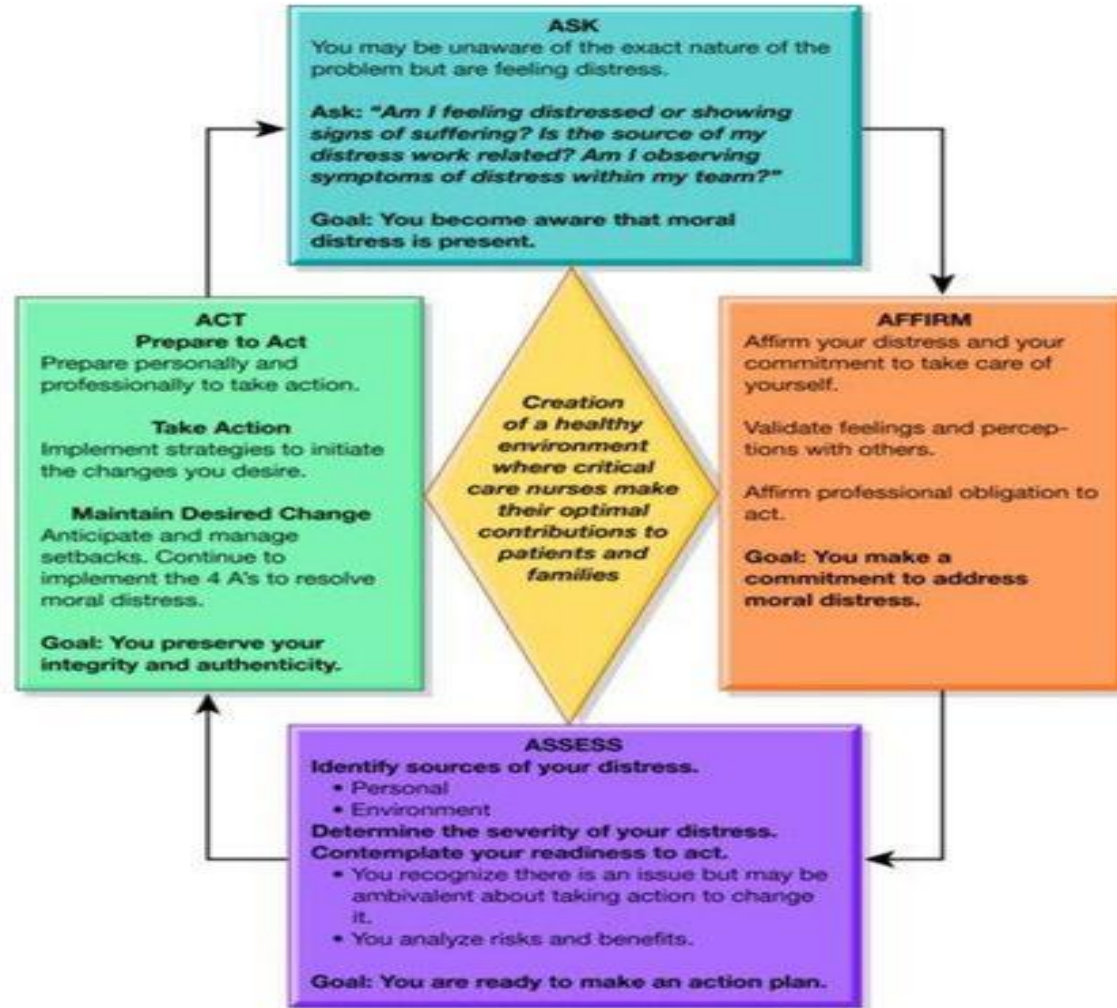 ASK
You may be unaware of the exact nature of the
problem but are feeling distress.
Ask: "Am I feeling distressed or showing
signs of suffering? Is the source of my
distress work related? Am I observing
symptoms of distress within my team?"
Goal: You become aware that moral
distress is present.
AFFIRM
Affirm your distress and your
commitment to take care of
yourself.
Validate feelings and percep-
tions with others.
Affirm professional obligation to
act.
Goal: You make a
commitment to address
moral distress.
ASSESS
Identify sources of your distress.
• Personal
• Environment
Determine the severity of your distress.
Contemplate your readiness to act.
• You recognize there is an issue but may be
ambivalent about taking action to change
it.
• You analyze risks and benefits.
Goal: You are ready to make an action plan.
ACT
Prepare to Act
Prepare personally and
professionally to take action.
Take Action
Implement strategies to initiate
the changes you desire.
Maintain Desired Change
Anticipate and manage
setbacks. Continue to
implement the 4 A's to resolve
moral distress.
Goal: You preserve your
integrity and authenticity.
Creation
of a healthy
environment
where critical
care nurses make
their optimal
contributions to
patients and
families